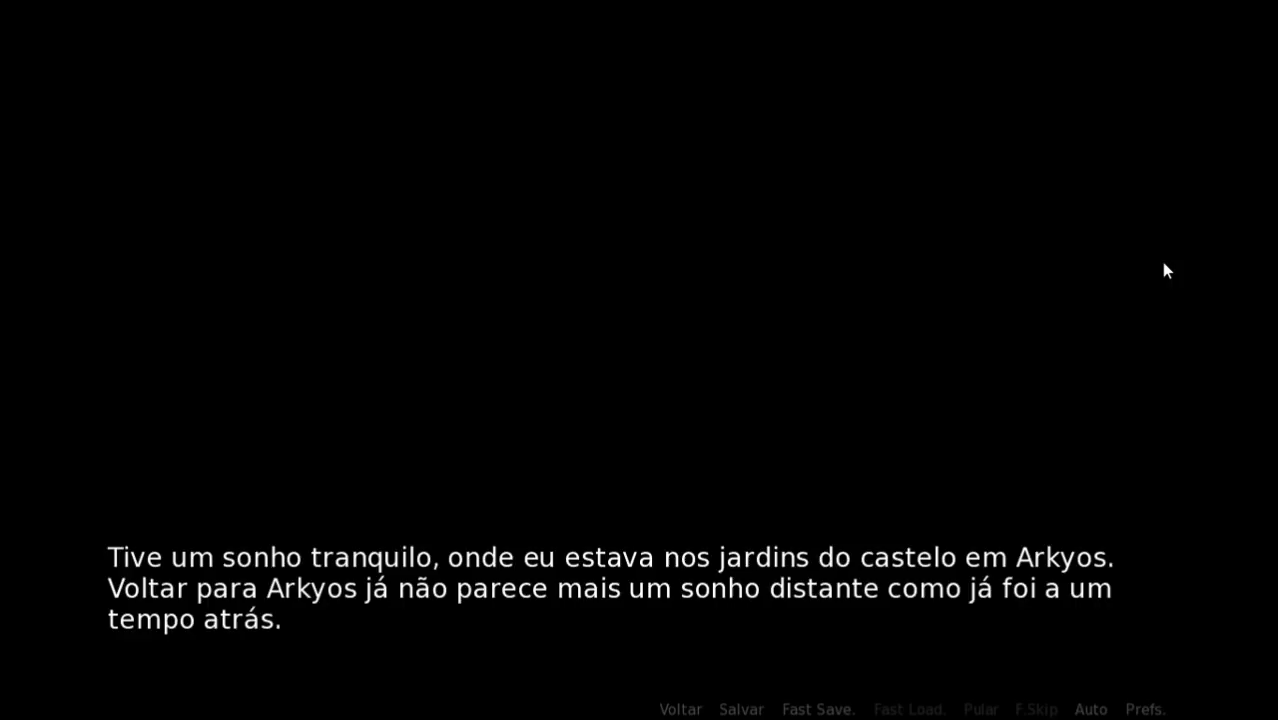 Tive um sonho tranquilo, onde eu estava nos jardins do castelo em Arkyos.
Voltar para Arkyos já não parece mais um sonho distante como já foi a um
tempo atrás.
Voltar Salvar Fast Save. Fast Load. Pular F.Skip Auto Prefs.